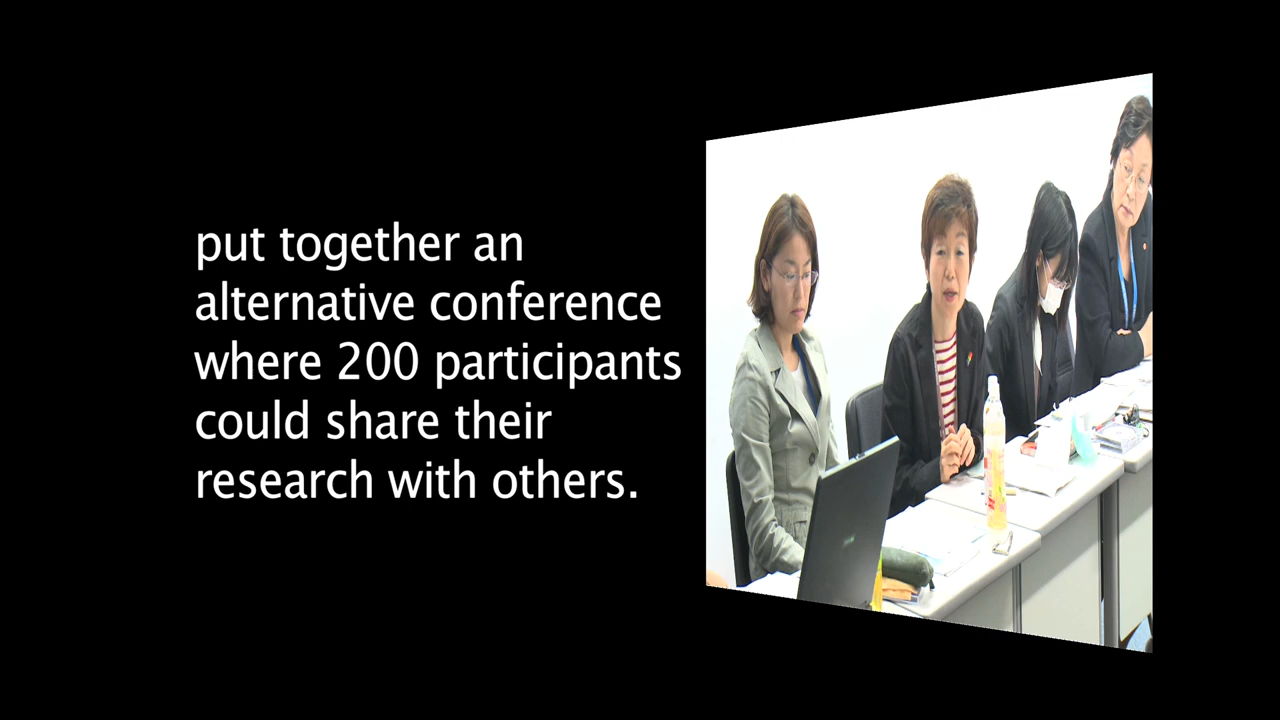 put together an
alternative conference
where 200 participants
could share their
research with others.